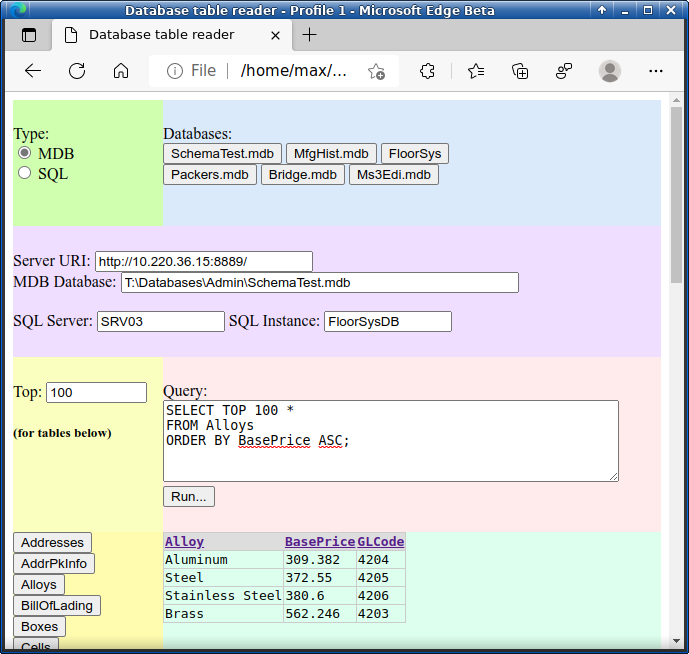 Database table reader - Profile 1 - Microsoft Edge Beta
Database table reader
File /home/max/...
Type:
MDB
SQL
Databases:
SchemaTest.mdb MfgHist.mdb FloorSys
Packers.mdb Bridge.mdb Ms3Edi.mdb
Server URI: http://10.220.36.15:8889/
MDB Database: T:\Databases\Admin\SchemaTest.mdb
SQL Server: SRV03 SQL Instance: FloorSysDB
Top: 100
(for tables below)
Query:
SELECT TOP 100 *
FROM Alloys
ORDER BY BasePrice ASC;
Run...
Addresses
AddrPkInfo
Alloys
BillOfLading
Boxes
Cells
Alloy BasePrice GLCode
Aluminum 309.382 4204
Steel 372.55 4205
Stainless Steel 380.6 4206
Brass 562.246 4203